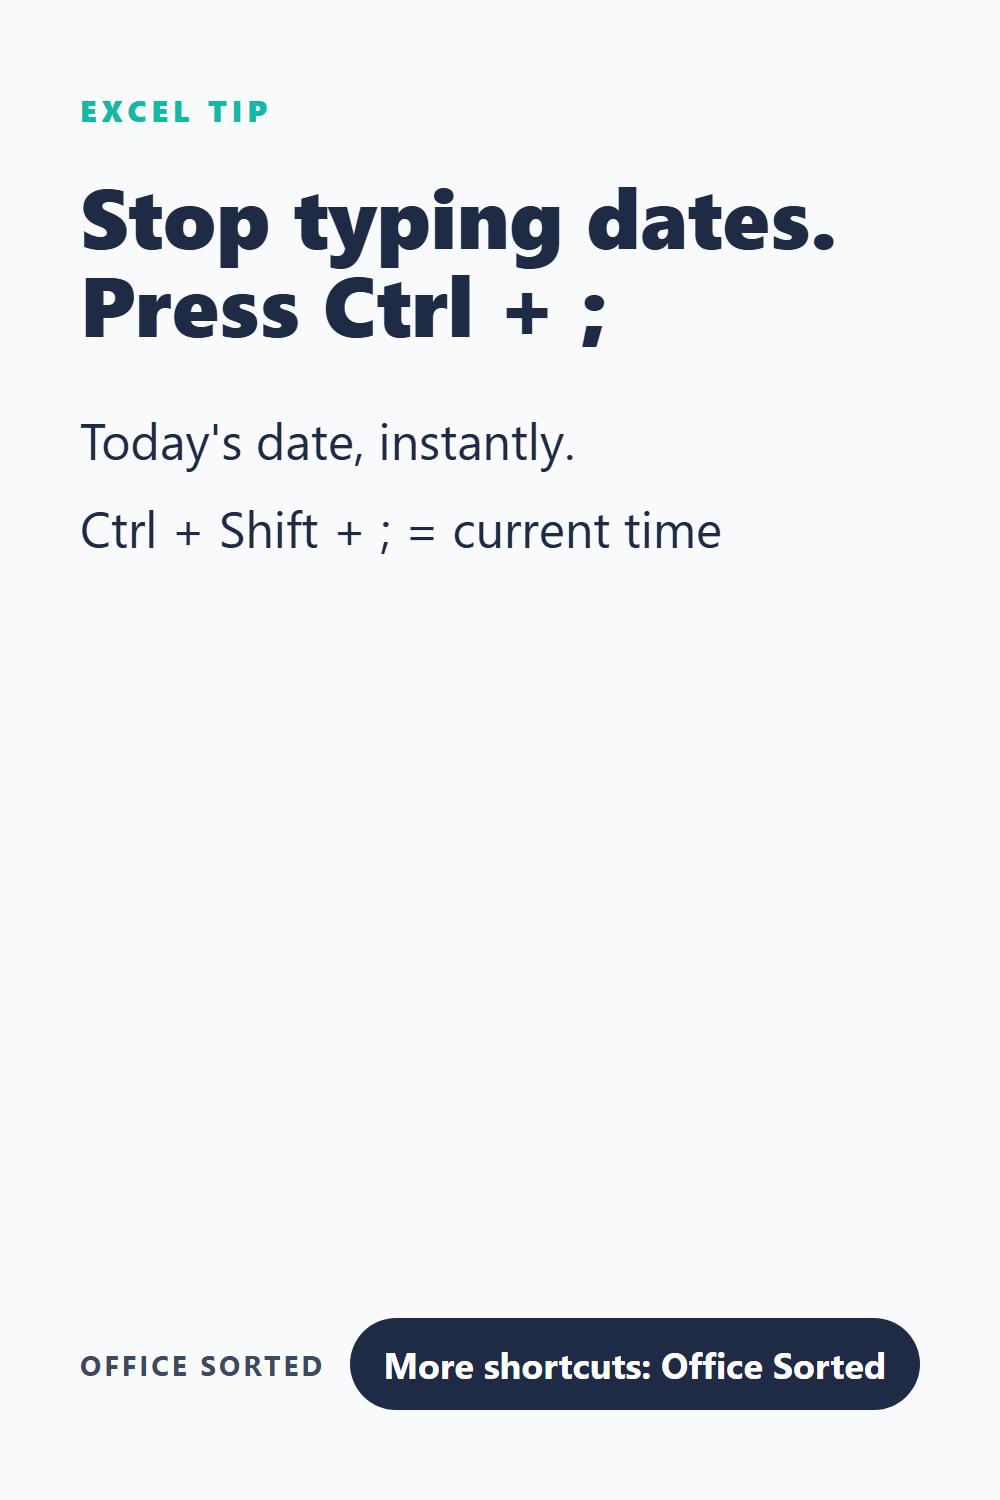 EXCEL TIP
Stop typing dates.
Press Ctrl + ;
Today's date, instantly.
Ctrl + Shift + ; = current time
OFFICE SORTED
More shortcuts: Office Sorted